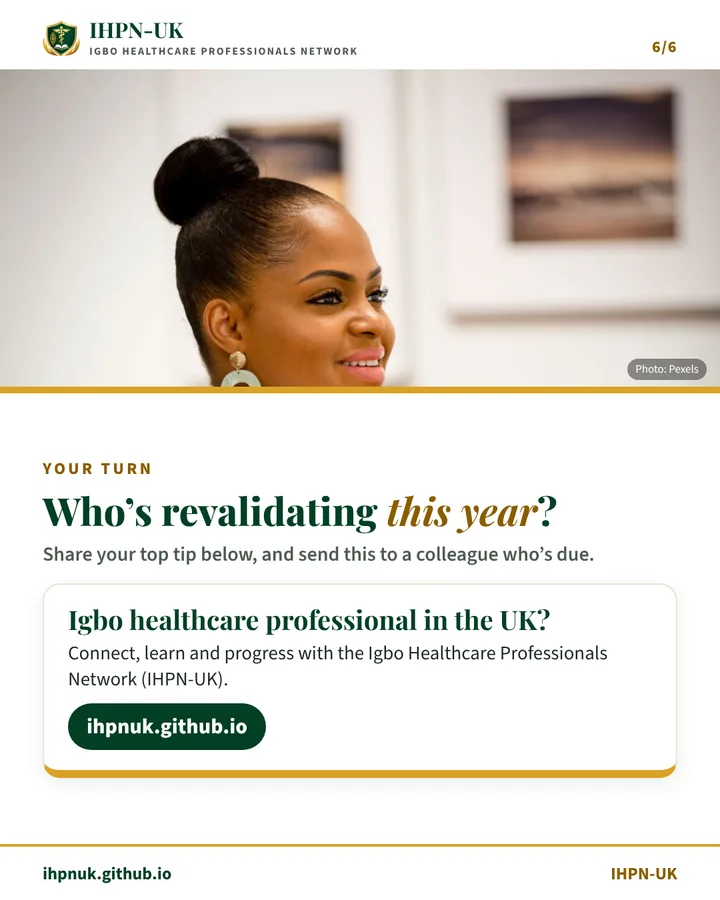 IHPN-UK
IGBO HEALTHCARE PROFESSIONALS NETWORK
6/6
Photo: Pexels
YOUR TURN
Who’s revalidating this year?
Share your top tip below, and send this to a colleague who’s due.
Igbo healthcare professional in the UK?
Connect, learn and progress with the Igbo Healthcare Professionals
Network (IHPN-UK).
ihpnuk.github.io
ihpnuk.github.io
IHPN-UK